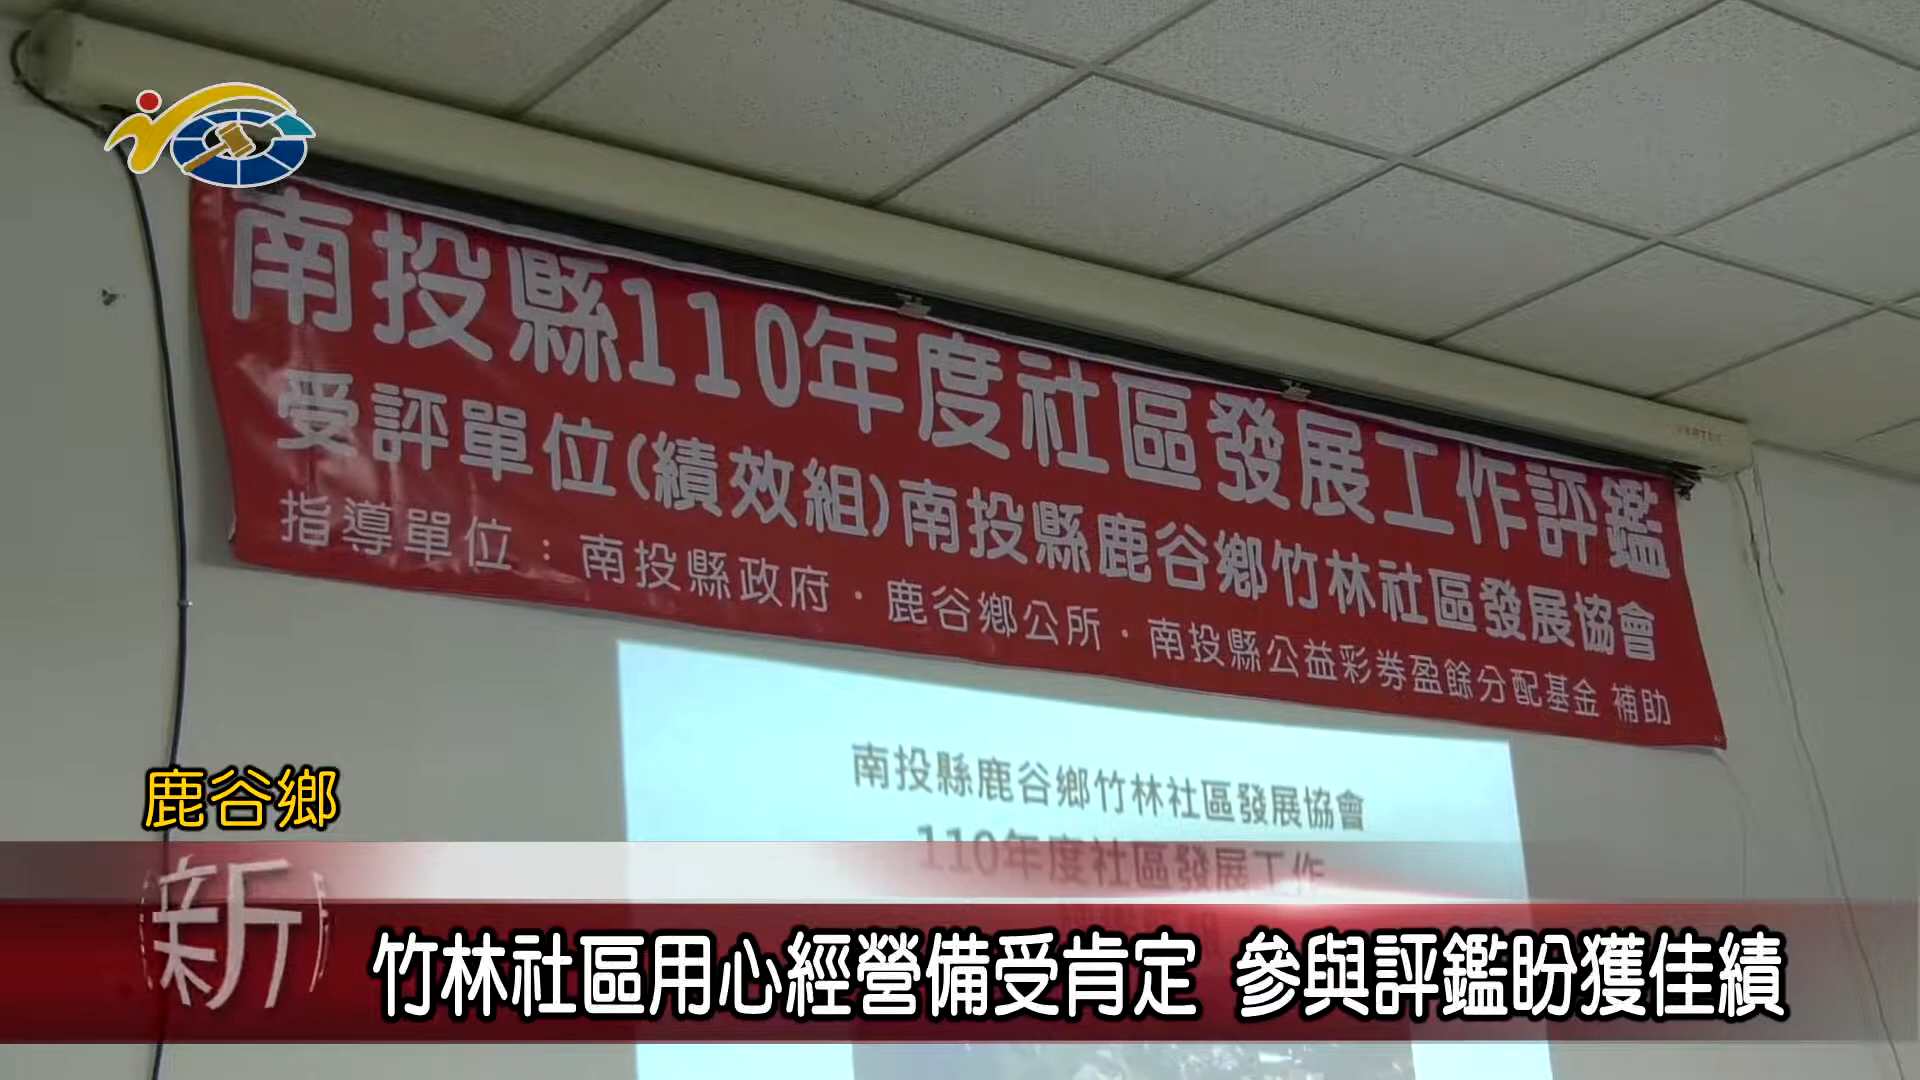 南投縣110年度社區發展工作評鑑
受評單位(績效組)南投縣鹿谷鄉竹林社區發展協會
指導單位：南投縣政府・鹿谷鄉公所・南投縣公益彩券盈餘分配基金 補助
南投縣鹿谷鄉竹林社區發展協會
110年度社區發展工作
鹿谷鄉
新
竹林社區用心經營備受肯定 參與評鑑盼獲佳績